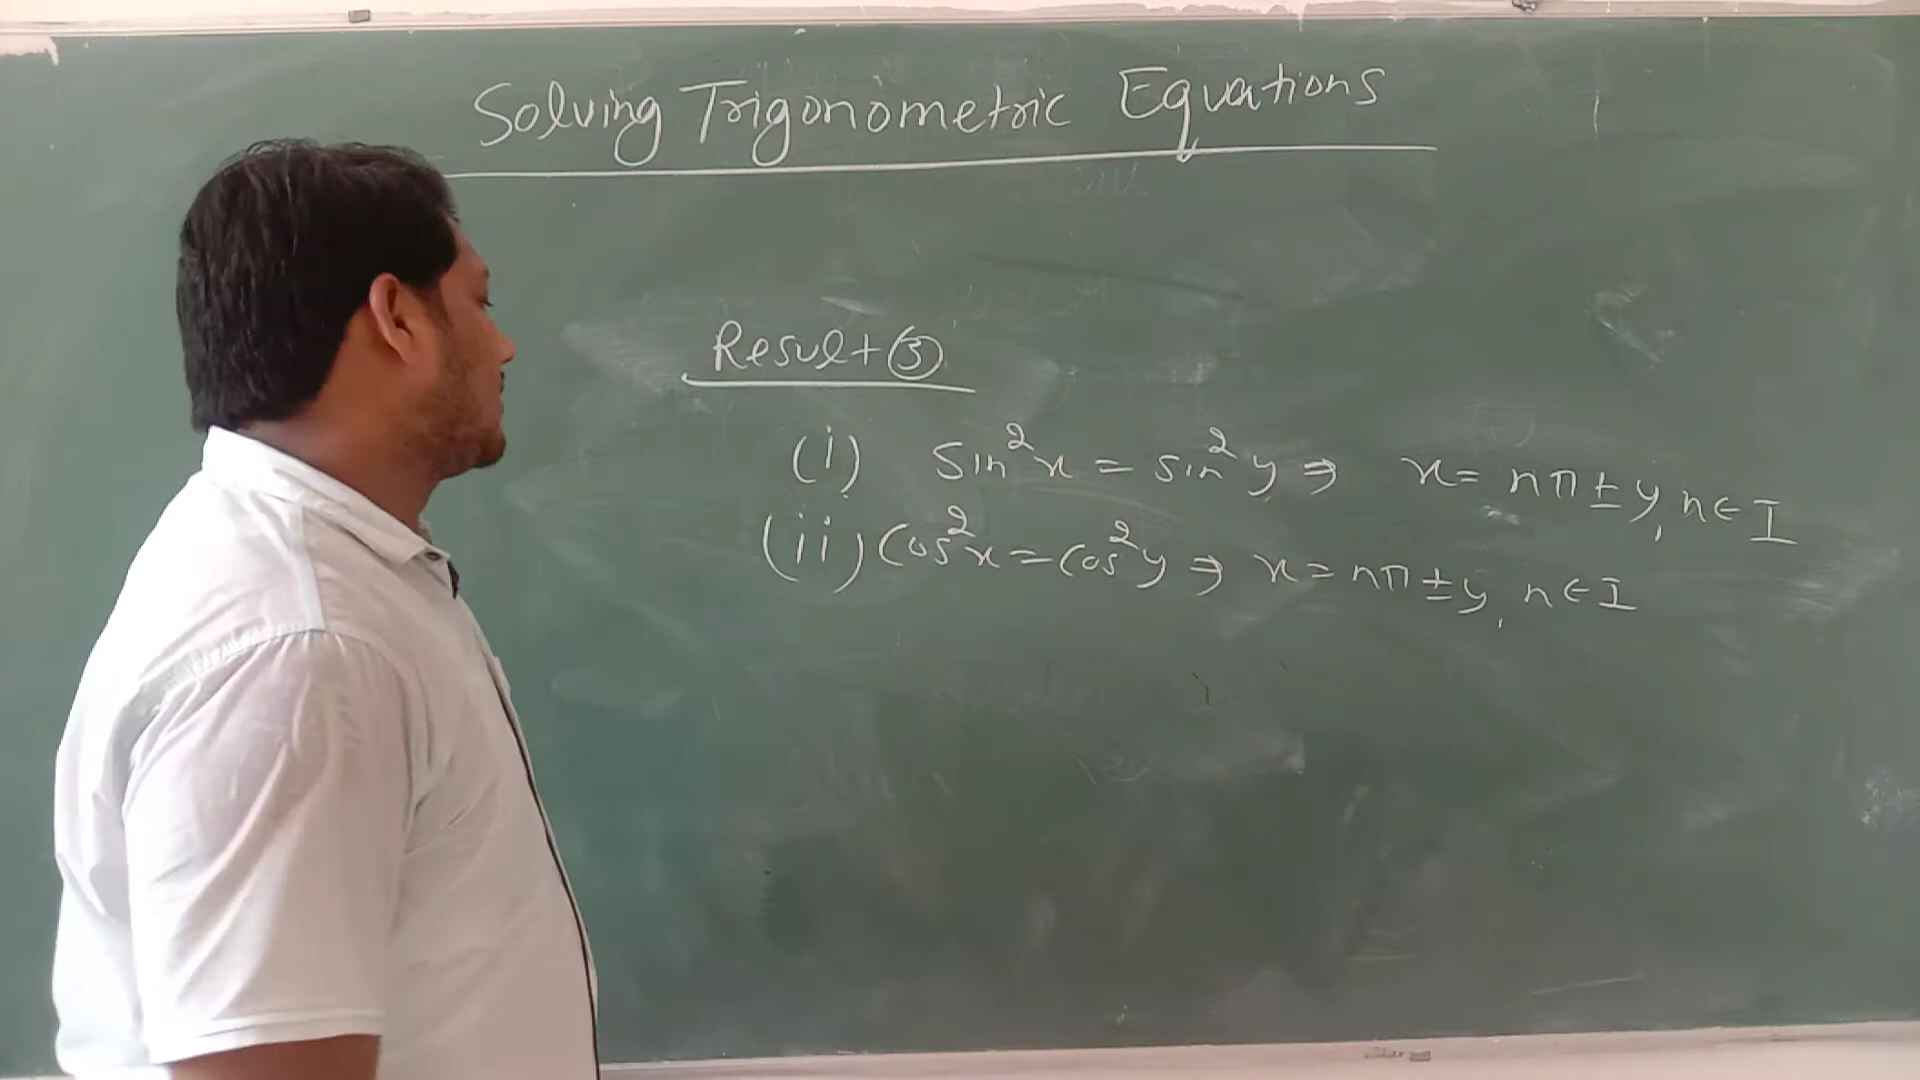 Solving Trigonometric Equations
Result ③
(i) sin²x = sin²y ⇒ x = nπ ± y, n ∈ I
(ii) cos²x = cos²y ⇒ x = nπ ± y, n ∈ I